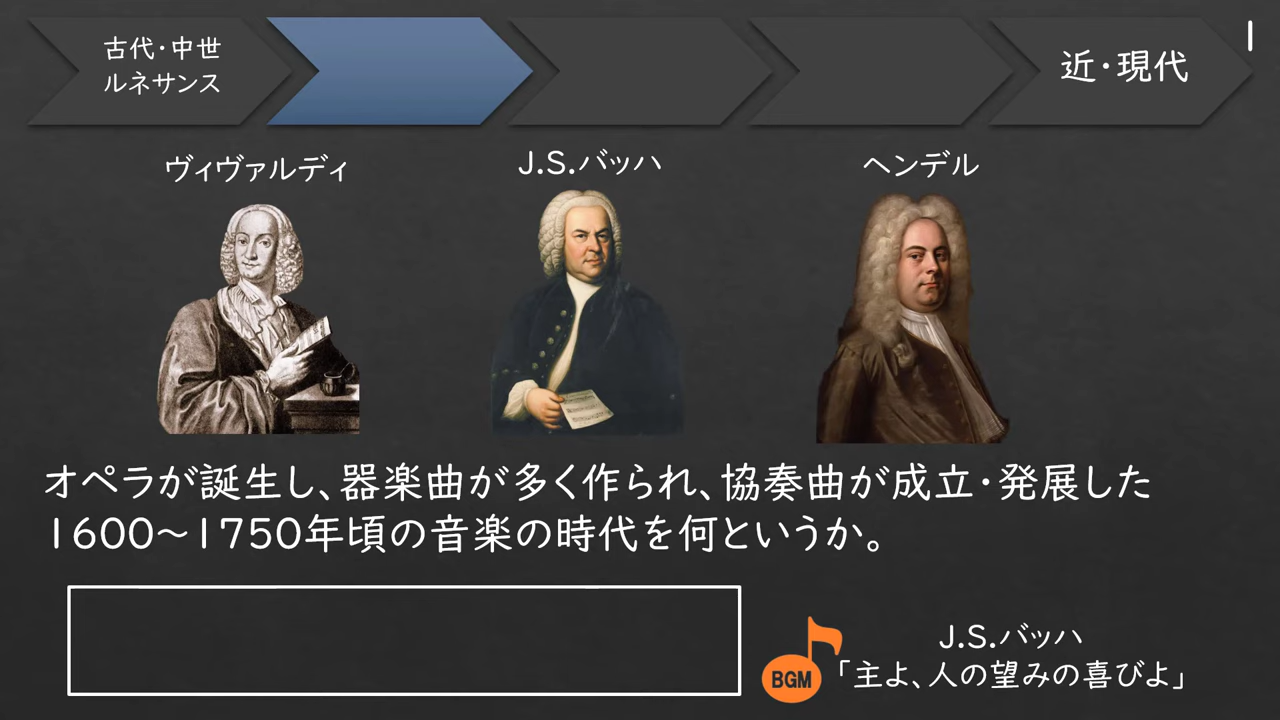 古代・中世
ルネサンス
近・現代
1
ヴィヴァルディ
J.S.バッハ
ヘンデル
オペラが誕生し、器楽曲が多く作られ、協奏曲が成立・発展した
1600～1750年頃の音楽の時代を何というか。
BGM
J.S.バッハ
「主よ、人の望みの喜びよ」